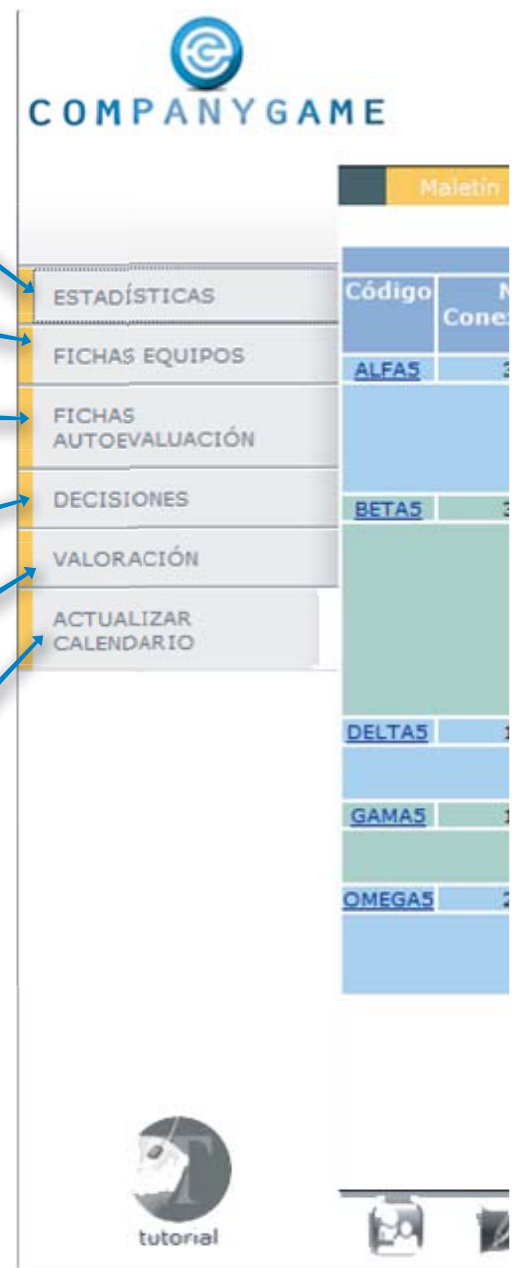 COMPANYGAME
Maletín
ESTADÍSTICAS
FICHAS EQUIPOS
FICHAS
AUTOEVALUACIÓN
DECISIONES
VALORACIÓN
ACTUALIZAR
CALENDARIO
Código
ALFA5
BETA5
DELTA5
GAMA5
OMEGA5
tutorial